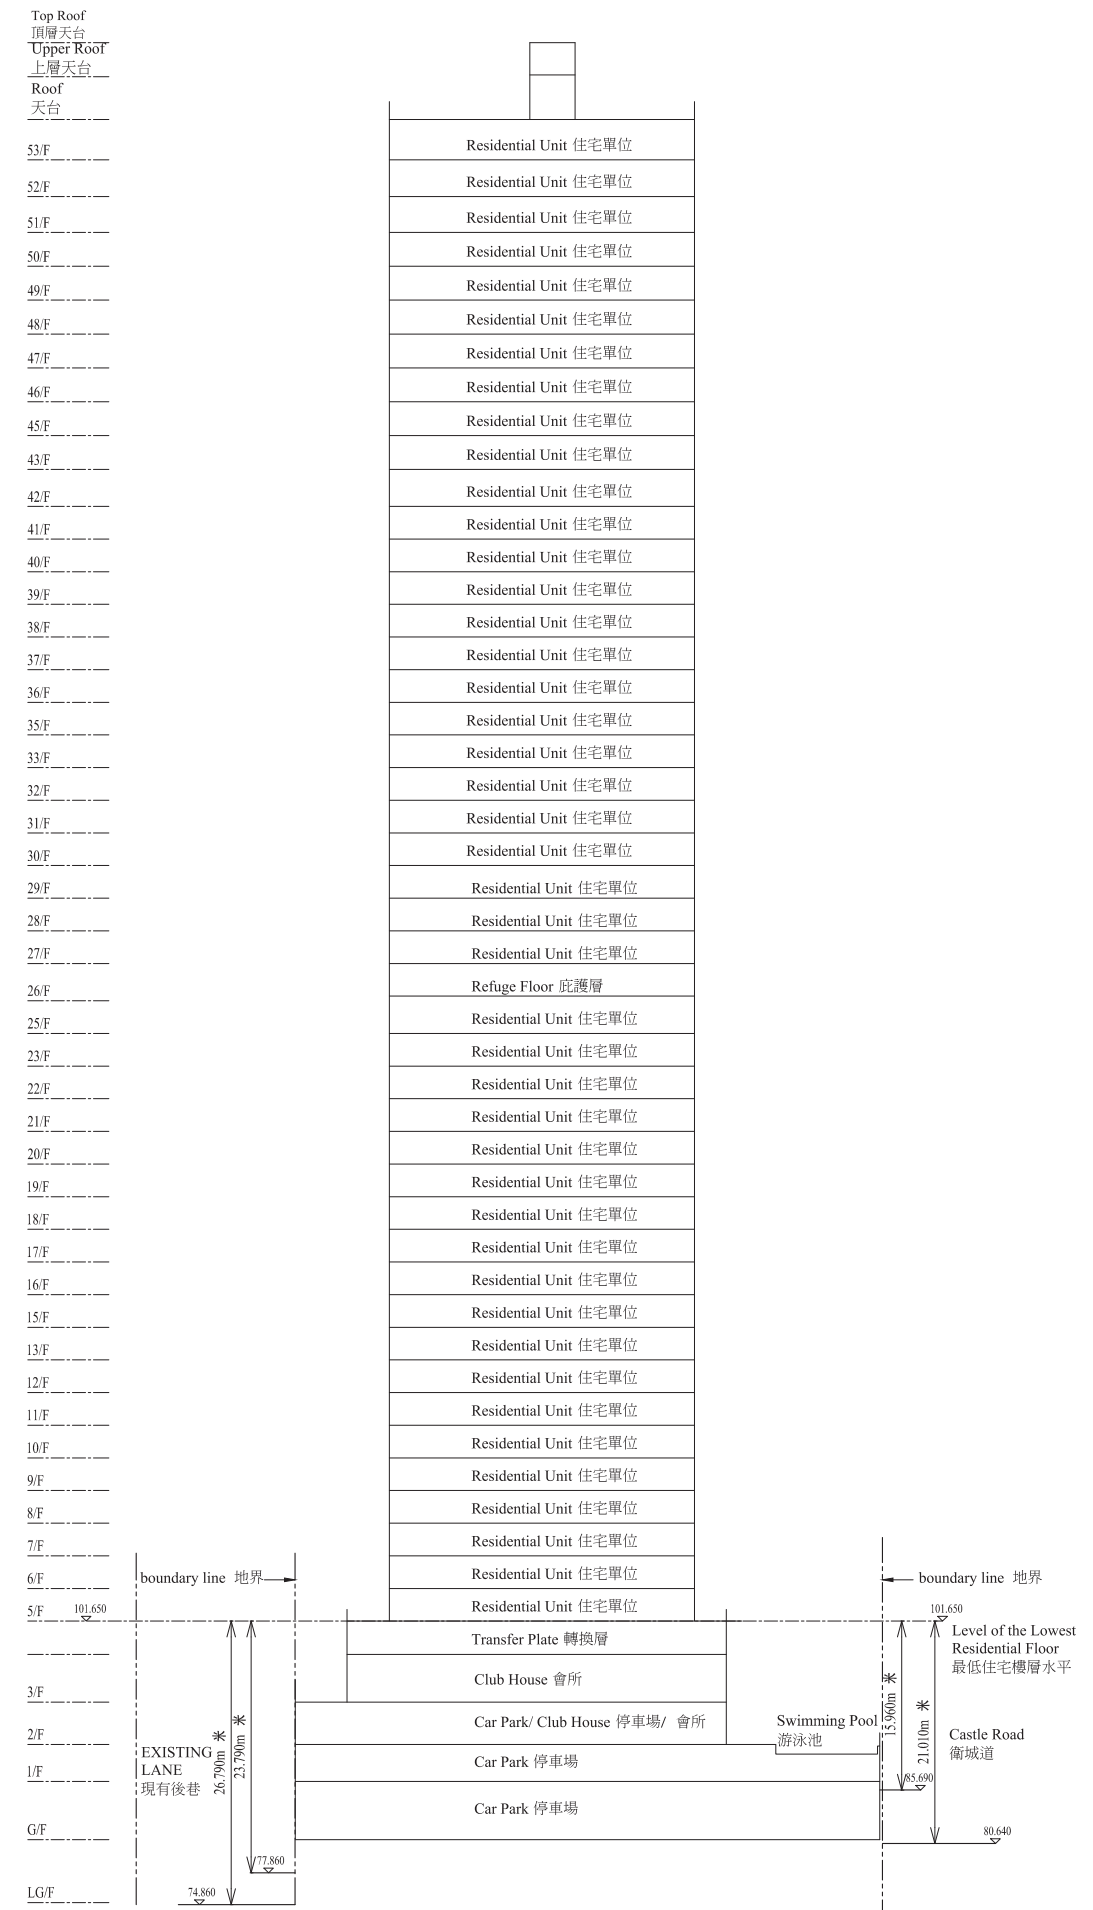 Top Roof
頂層天台
Upper Roof
上層天台
Roof
天台
53/F Residential Unit 住宅單位
52/F Residential Unit 住宅單位
51/F Residential Unit 住宅單位
50/F Residential Unit 住宅單位
49/F Residential Unit 住宅單位
48/F Residential Unit 住宅單位
47/F Residential Unit 住宅單位
46/F Residential Unit 住宅單位
45/F Residential Unit 住宅單位
43/F Residential Unit 住宅單位
42/F Residential Unit 住宅單位
41/F Residential Unit 住宅單位
40/F Residential Unit 住宅單位
39/F Residential Unit 住宅單位
38/F Residential Unit 住宅單位
37/F Residential Unit 住宅單位
36/F Residential Unit 住宅單位
35/F Residential Unit 住宅單位
33/F Residential Unit 住宅單位
32/F Residential Unit 住宅單位
31/F Residential Unit 住宅單位
30/F Residential Unit 住宅單位
29/F Residential Unit 住宅單位
28/F Residential Unit 住宅單位
27/F Residential Unit 住宅單位
26/F Refuge Floor 庇護層
25/F Residential Unit 住宅單位
23/F Residential Unit 住宅單位
22/F Residential Unit 住宅單位
21/F Residential Unit 住宅單位
20/F Residential Unit 住宅單位
19/F Residential Unit 住宅單位
18/F Residential Unit 住宅單位
17/F Residential Unit 住宅單位
16/F Residential Unit 住宅單位
15/F Residential Unit 住宅單位
13/F Residential Unit 住宅單位
12/F Residential Unit 住宅單位
11/F Residential Unit 住宅單位
10/F Residential Unit 住宅單位
9/F Residential Unit 住宅單位
8/F Residential Unit 住宅單位
7/F Residential Unit 住宅單位
6/F boundary line 地界 Residential Unit 住宅單位 boundary line 地界
5/F 101.650 Residential Unit 住宅單位 101.650
Level of the Lowest
Residential Floor
最低住宅樓層水平
Transfer Plate 轉換層
3/F Club House 會所
2/F Car Park/ Club House 停車場/ 會所
Swimming Pool
游泳池
15.960m 米
21.010m 米
Castle Road
衛城道
26.790m 米
23.790m 米
EXISTING
LANE
現有後巷
1/F Car Park 停車場
85.690
G/F Car Park 停車場
80.640
77.860
LG/F 74.860